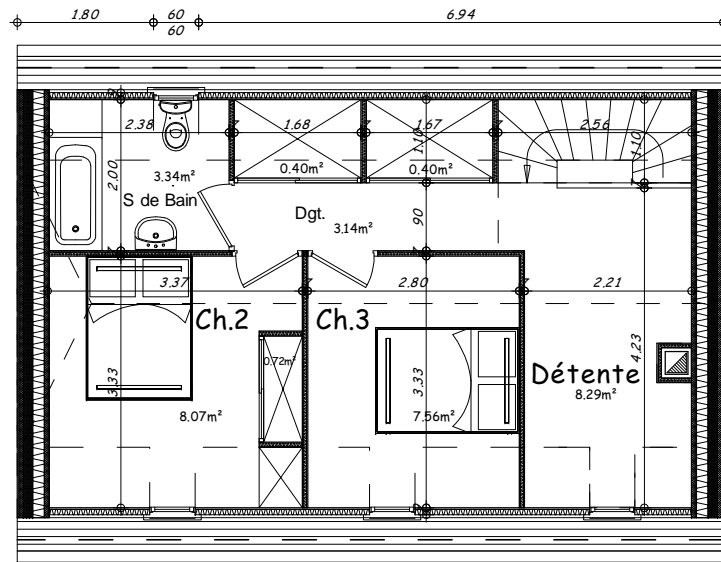 1.80
60
60
6.94
2.38
1.68
1.67
2.56
1.10
1.10
2.00
3.34m²
0.40m²
0.40m²
S de Bain
Dgt.
3.14m²
90
3.37
2.80
2.21
Ch.2
Ch.3
4.23
0.72m²
Détente
3.33
3.33
8.29m²
8.07m²
7.56m²